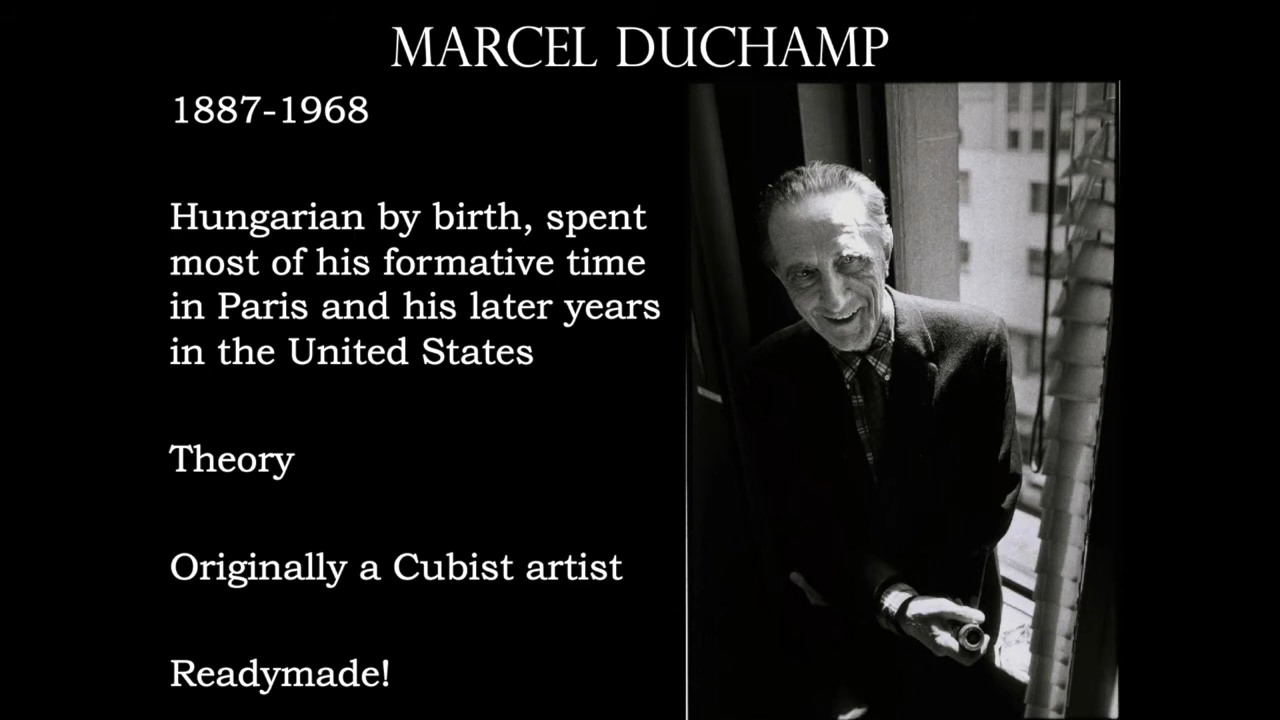 MARCEL DUCHAMP
1887-1968
Hungarian by birth, spent
most of his formative time
in Paris and his later years
in the United States
Theory
Originally a Cubist artist
Readymade!